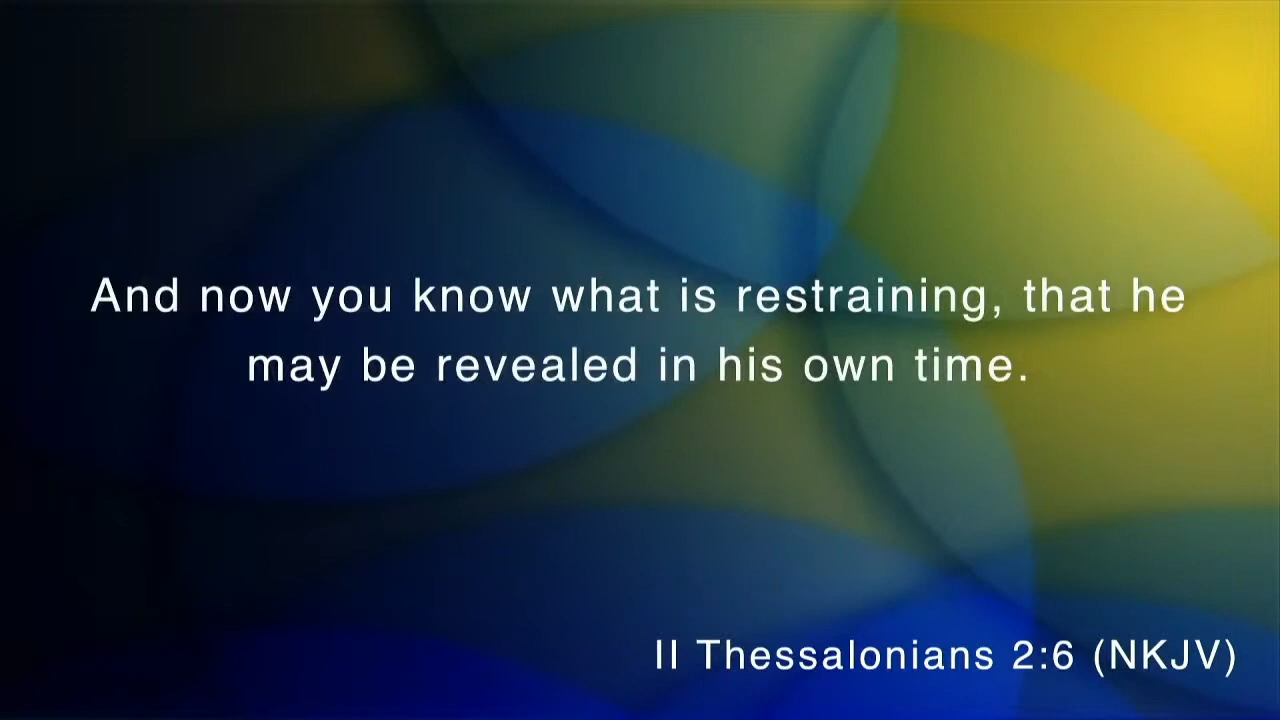 And now you know what is restraining, that he
may be revealed in his own time.
II Thessalonians 2:6 (NKJV)